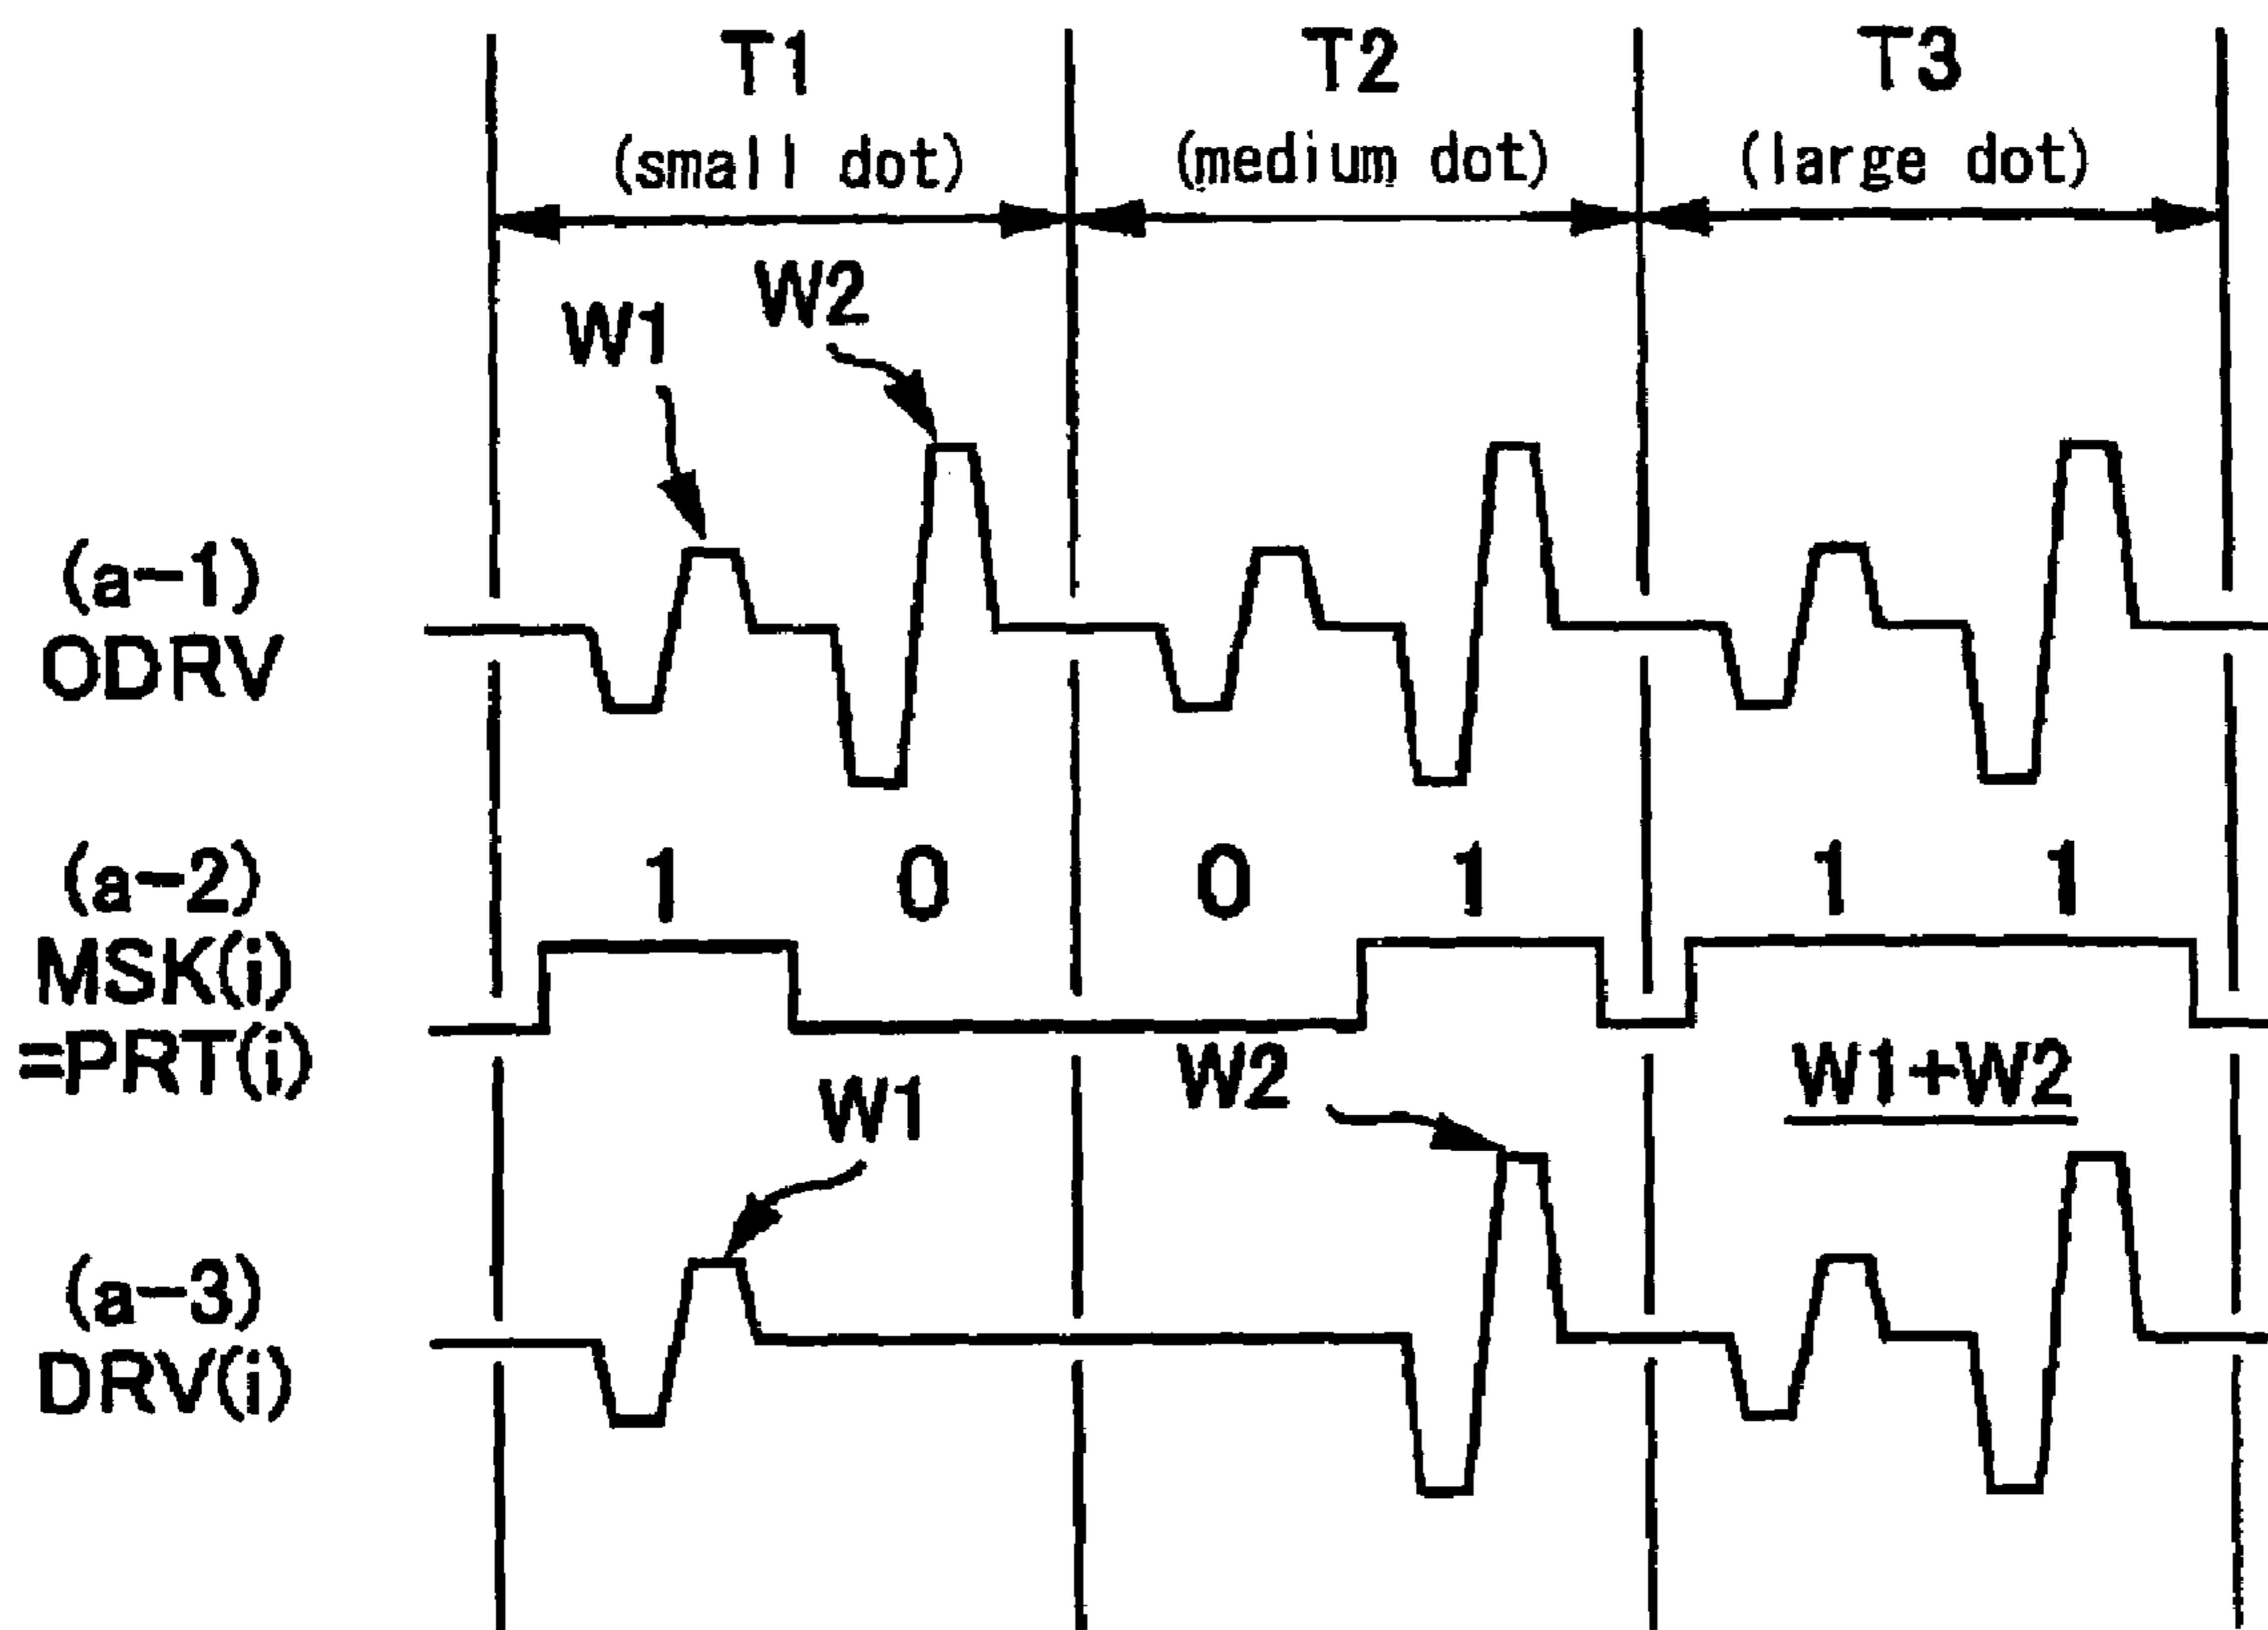 T1 T2 T3
(small dot) (medium dot) (large dot)
W2
W1
(a-1)
ODRV
(a-2) 1 0 0 1 1 1
MSK(i)
=PRT(i)
W2 W1+W2
W1
(a-3)
DRV(i)